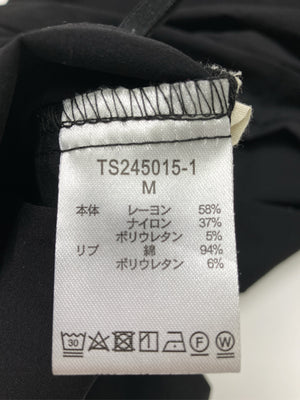 TS245015-1
M
本体 レーヨン 58%
ナイロン 37%
ポリウレタン 5%
リブ 綿 94%
ポリウレタン 6%
30 F W